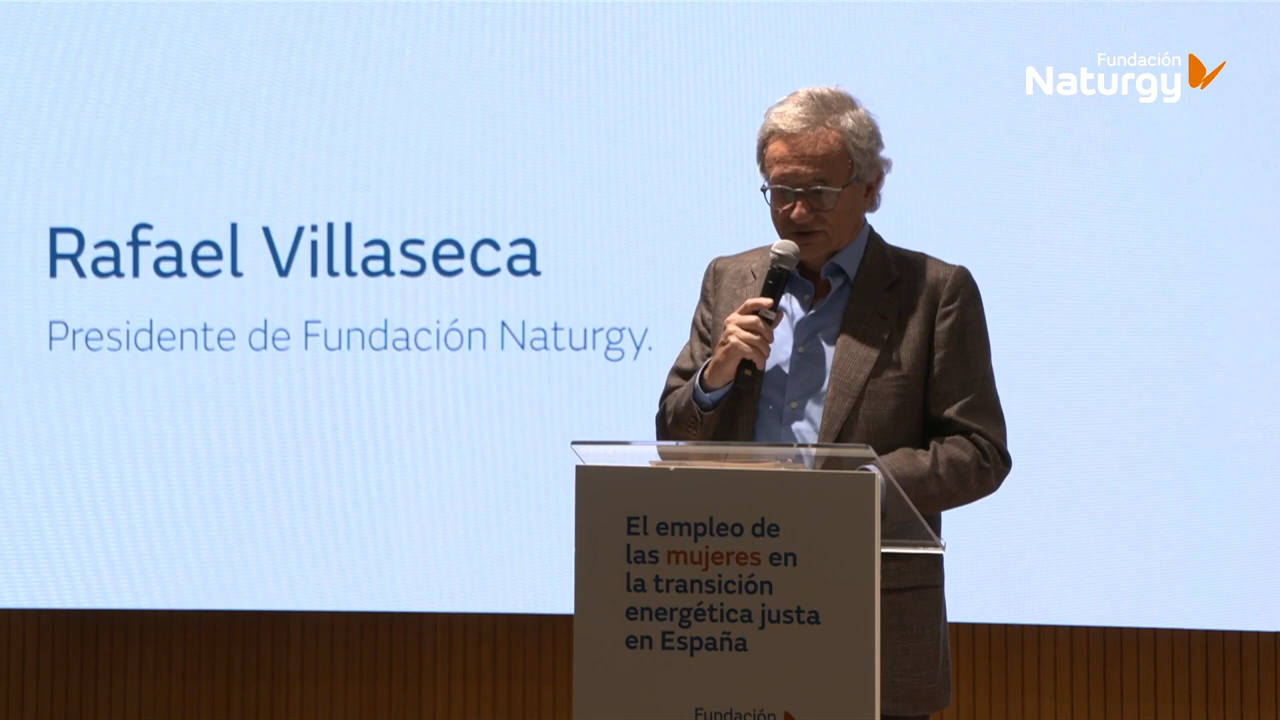 Fundación
Naturgy
Rafael Villaseca
Presidente de Fundación Naturgy.
El empleo de
las mujeres en
la transición
energética justa
en España
Fundación